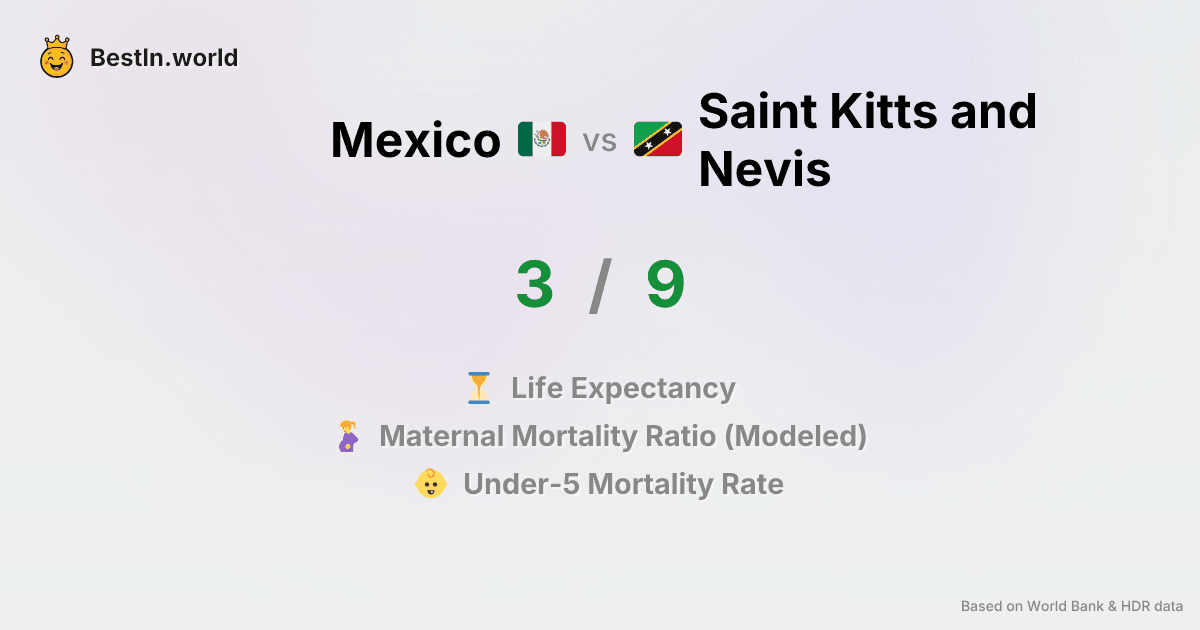 BestIn.world
Mexico vs Saint Kitts and
Nevis
3 / 9
Life Expectancy
Maternal Mortality Ratio (Modeled)
Under-5 Mortality Rate
Based on World Bank & HDR data